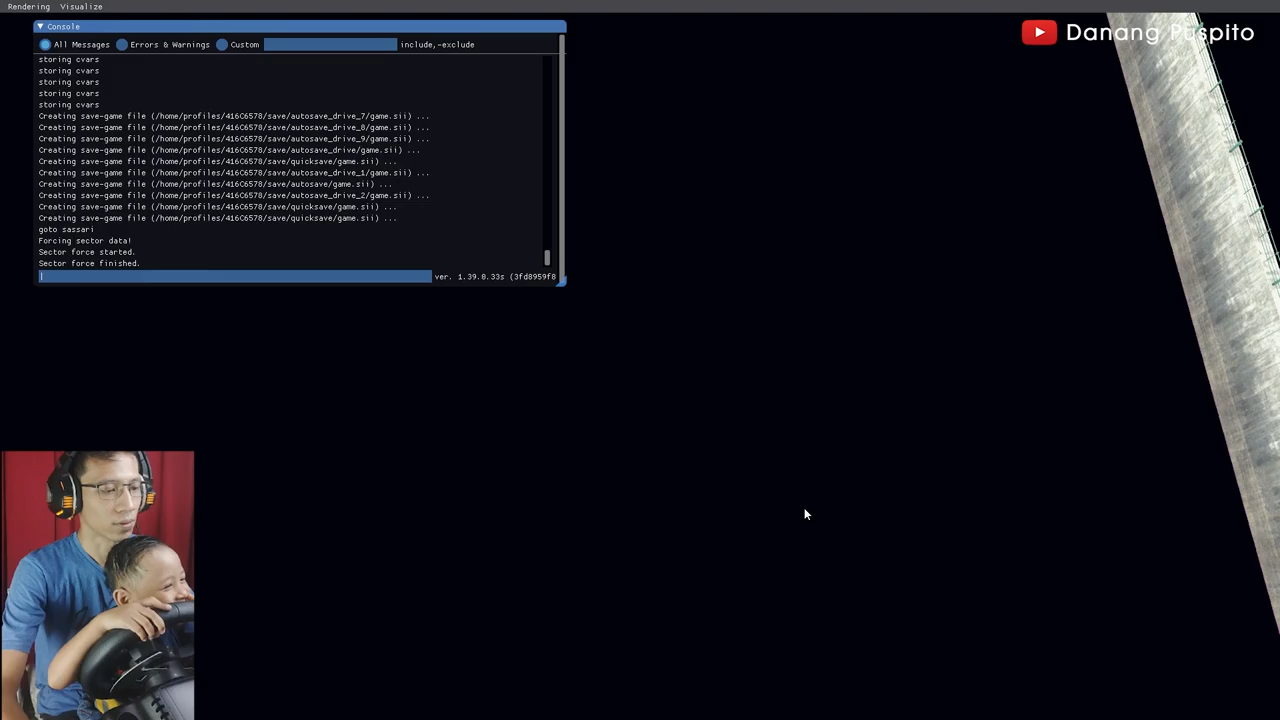 Rendering Visualize
Console
All Messages Errors & Warnings Custom include,-exclude
storing cvars
storing cvars
storing cvars
storing cvars
storing cvars
Creating save-game file (/home/profiles/416C6578/save/autosave_drive_7/game.sii) ...
Creating save-game file (/home/profiles/416C6578/save/autosave_drive_8/game.sii) ...
Creating save-game file (/home/profiles/416C6578/save/autosave_drive_9/game.sii) ...
Creating save-game file (/home/profiles/416C6578/save/autosave_drive/game.sii) ...
Creating save-game file (/home/profiles/416C6578/save/quicksave/game.sii) ...
Creating save-game file (/home/profiles/416C6578/save/autosave_drive_1/game.sii) ...
Creating save-game file (/home/profiles/416C6578/save/autosave/game.sii) ...
Creating save-game file (/home/profiles/416C6578/save/autosave_drive_2/game.sii) ...
Creating save-game file (/home/profiles/416C6578/save/quicksave/game.sii) ...
Creating save-game file (/home/profiles/416C6578/save/quicksave/game.sii) ...
goto sassari
Forcing sector data!
Sector force started.
Sector force finished.
ver. 1.39.0.33s (3fd8959f8
Danang Puspito